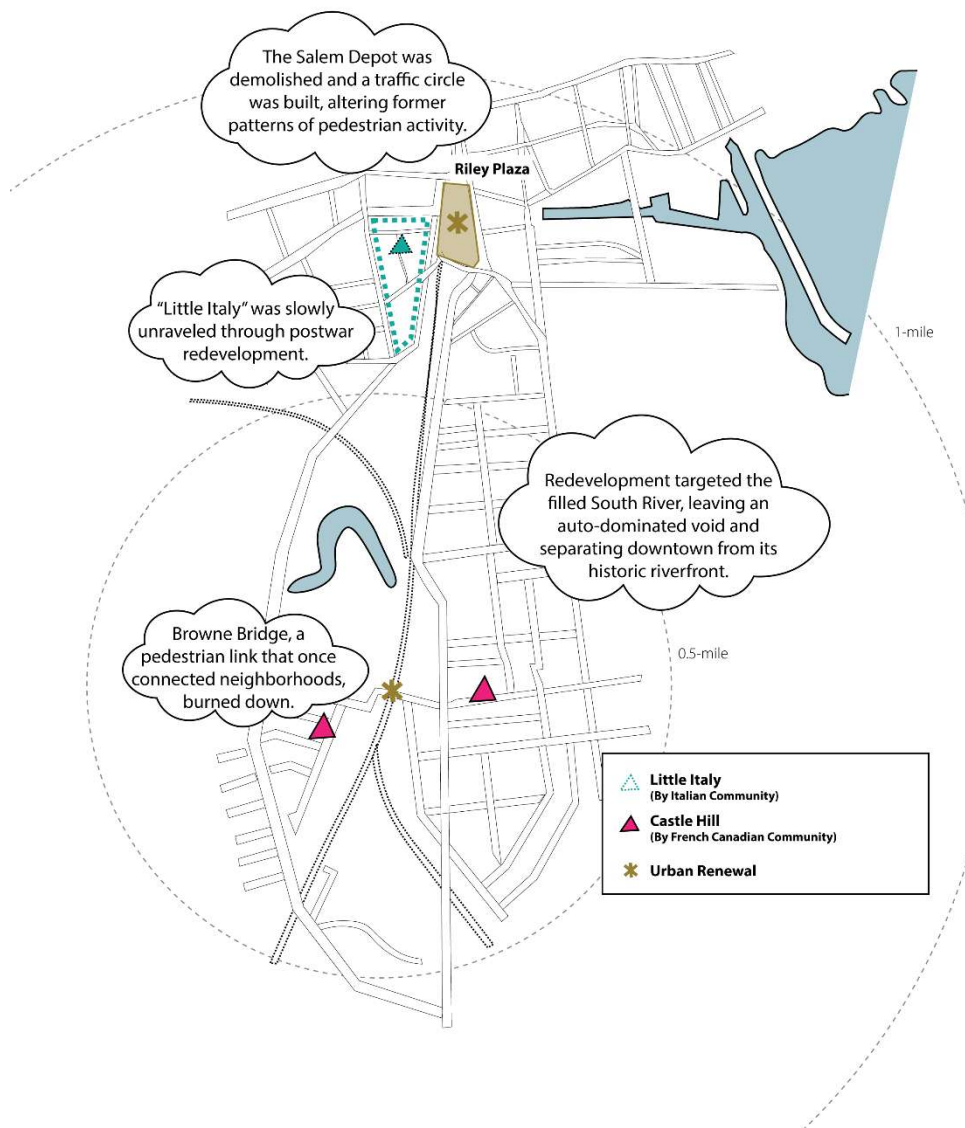 The Salem Depot was
demolished and a traffic circle
was built, altering former
patterns of pedestrian activity.
Riley Plaza
“Little Italy” was slowly
unraveled through postwar
redevelopment.
1-mile
Redevelopment targeted the
filled South River, leaving an
auto-dominated void and
separating downtown from its
historic riverfront.
Browne Bridge, a
pedestrian link that once
connected neighborhoods,
burned down.
0.5-mile
Little Italy
(By Italian Community)
Castle Hill
(By French Canadian Community)
Urban Renewal